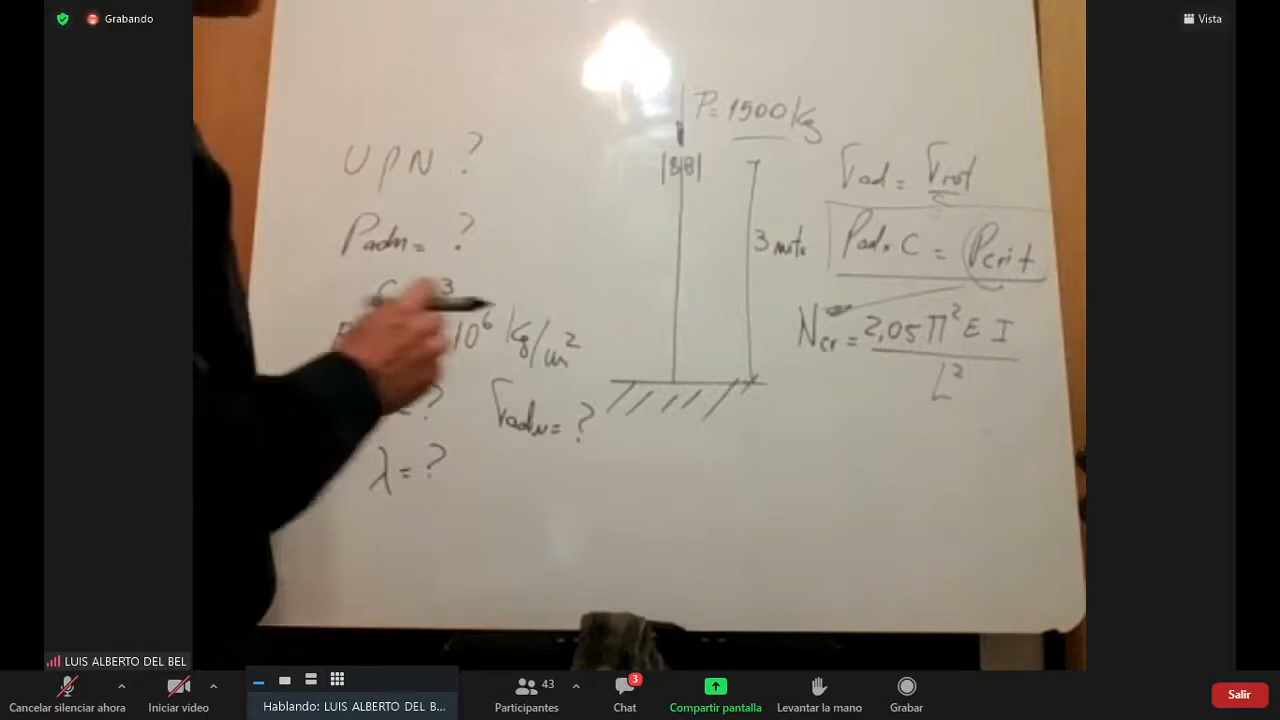 Grabando
Vista
P= 1500 Kg
UPN ?
Padm= ?
3
10⁶ Kg/m²
σadm= ?
λ= ?
3 mts
σad= σrot
Pad. C = Pcrit
Ncr= 2,05 π² E I
L²
LUIS ALBERTO DEL BEL
Cancelar silenciar ahora
Iniciar video
Hablando: LUIS ALBERTO DEL B...
43
Participantes
3
Chat
Compartir pantalla
Levantar la mano
Grabar
Salir